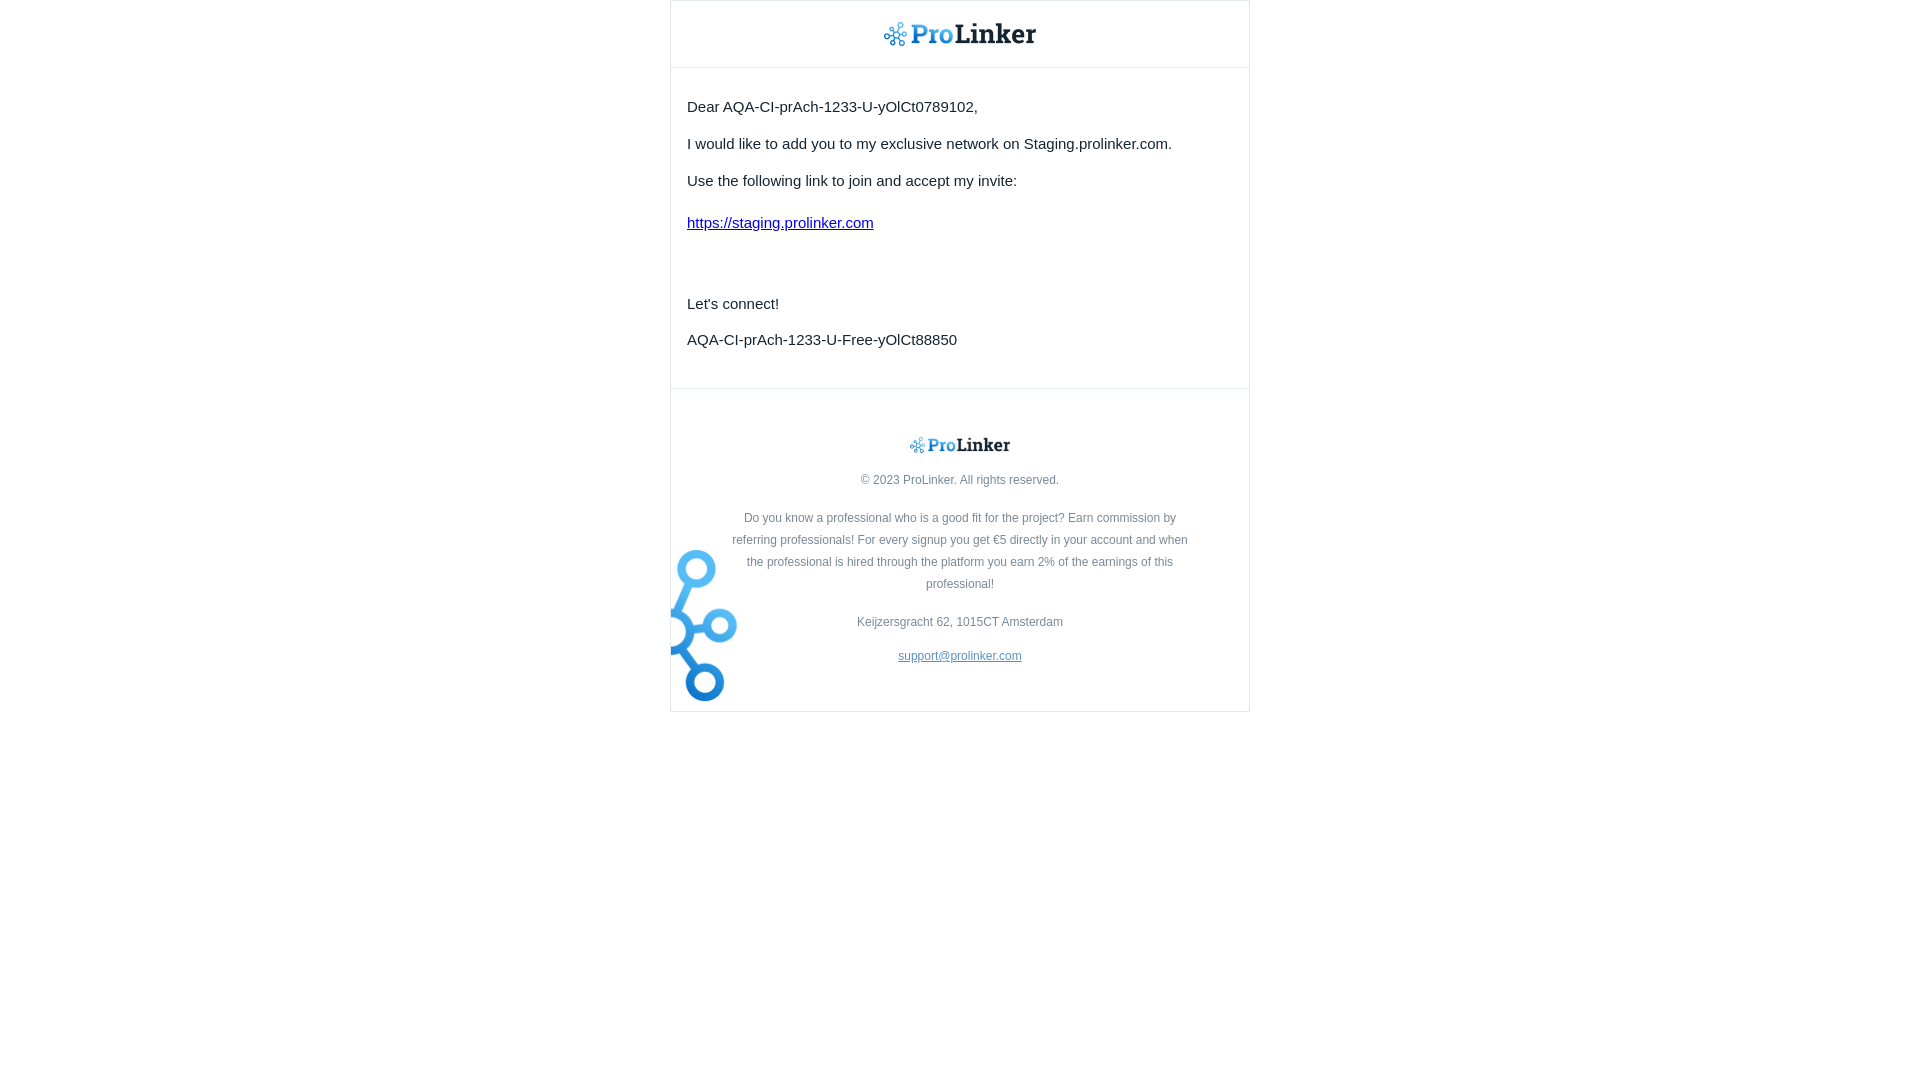 ProLinker
Dear AQA-CI-prAch-1233-U-yOlCt0789102,
I would like to add you to my exclusive network on Staging.prolinker.com.
Use the following link to join and accept my invite:
https://staging.prolinker.com
Let's connect!
AQA-CI-prAch-1233-U-Free-yOlCt88850
ProLinker
© 2023 ProLinker. All rights reserved.
Do you know a professional who is a good fit for the project? Earn commission by
referring professionals! For every signup you get €5 directly in your account and when
the professional is hired through the platform you earn 2% of the earnings of this
professional!
Keijzersgracht 62, 1015CT Amsterdam
support@prolinker.com